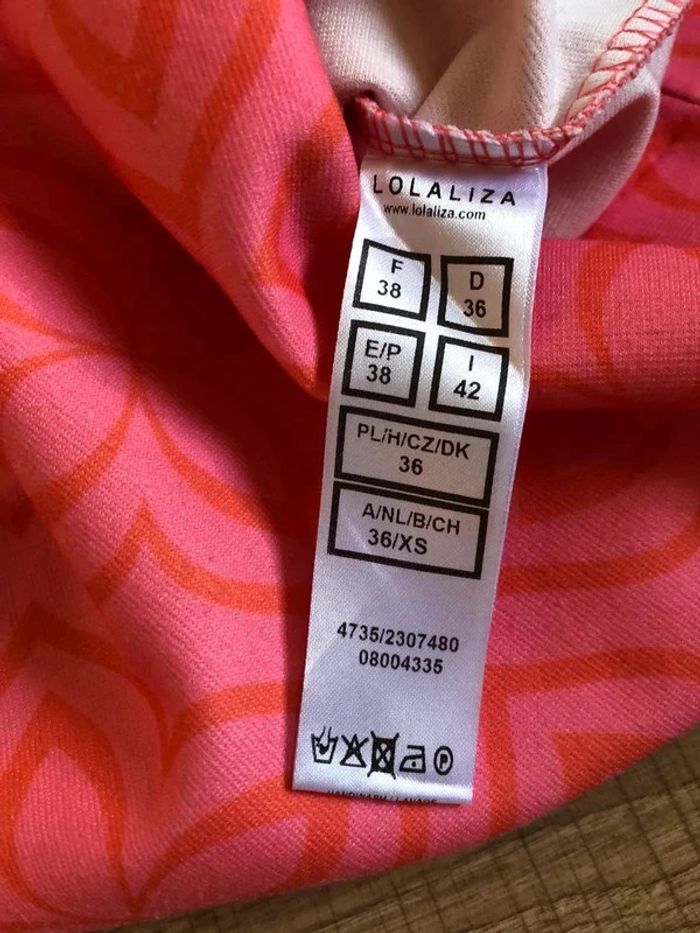 LOLALIZA
www.lolaliza.com
F
38
D
36
E/P
38
I
42
PL/H/CZ/DK
36
A/NL/B/CH
36/XS
4735/2307480
08004335
P